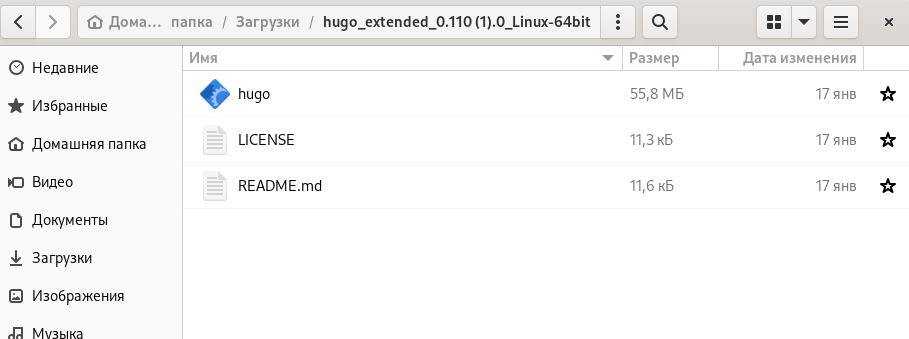 Дома... папка / Загрузки / hugo_extended_0.110 (1).0_Linux-64bit
Имя Размер Дата изменения
Недавние
Избранные
Домашняя папка
Видео
Документы
Загрузки
Изображения
Музыка
hugo 55,8 МБ 17 янв
LICENSE 11,3 кБ 17 янв
README.md 11,6 кБ 17 янв